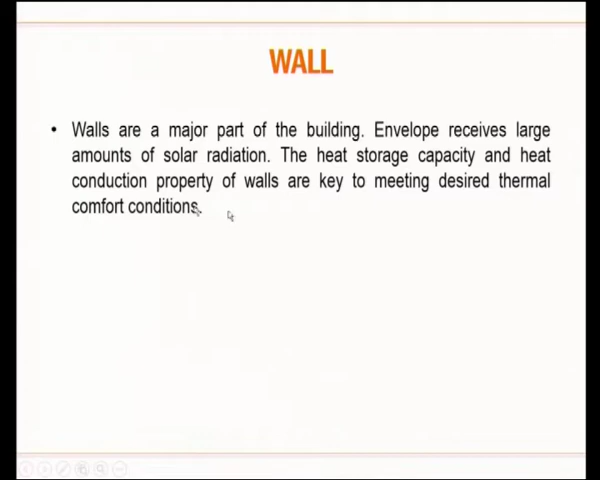 WALL
• Walls are a major part of the building. Envelope receives large
amounts of solar radiation. The heat storage capacity and heat
conduction property of walls are key to meeting desired thermal
comfort conditions.